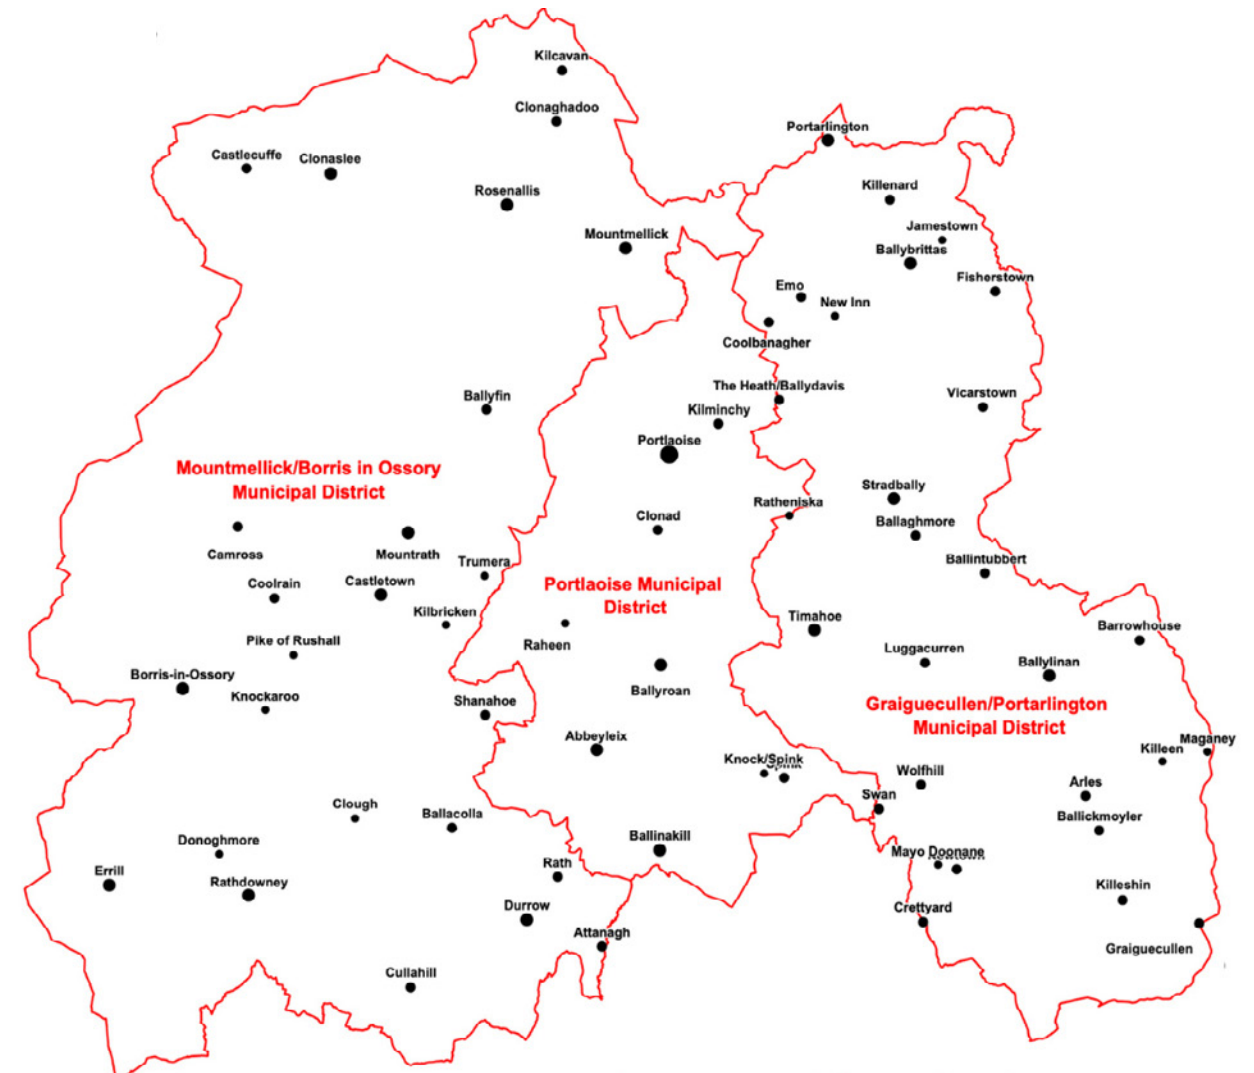 Kilcavan
Clonaghadoo
Portarlington
Castlecuffe
Clonaslee
Rosenallis
Killenard
Mountmellick
Jamestown
Ballybrittas
Fisherstown
Emo
New Inn
Coolbanagher
The Heath/Ballydavis
Ballyfin
Vicarstown
Kilminchy
Portlaoise
Mountmellick/Borris in Ossory
Municipal District
Stradbally
Ratheniska
Clonad
Ballaghmore
Camross
Mountrath
Trumera
Ballintubbert
Coolrain
Castletown
Portlaoise Municipal
District
Kilbricken
Timahoe
Barrowhouse
Pike of Rushall
Raheen
Luggacurren
Ballylinan
Borris-in-Ossory
Knockaroo
Ballyroan
Shanahoe
Graiguecullen/Portarlington
Municipal District
Abbeyleix
Maganey
Killeen
Knock/Spink
Wolfhill
Arles
Swan
Clough
Ballacolla
Ballickmoyler
Donoghmore
Ballinakill
Mayo Doonane
Errill
Rathdowney
Rath
Killeshin
Durrow
Crettyard
Attanagh
Graiguecullen
Cullahill